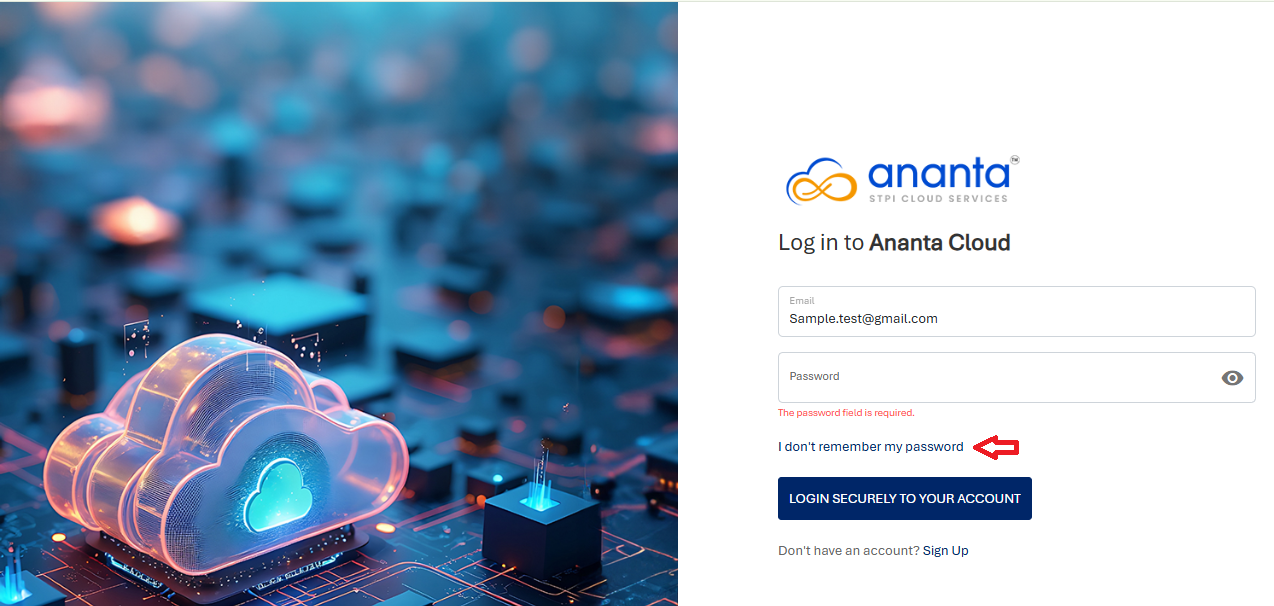 ananta™
STPI CLOUD SERVICES
Log in to Ananta Cloud
Email
Sample.test@gmail.com
Password
The password field is required.
I don't remember my password
LOGIN SECURELY TO YOUR ACCOUNT
Don't have an account? Sign Up